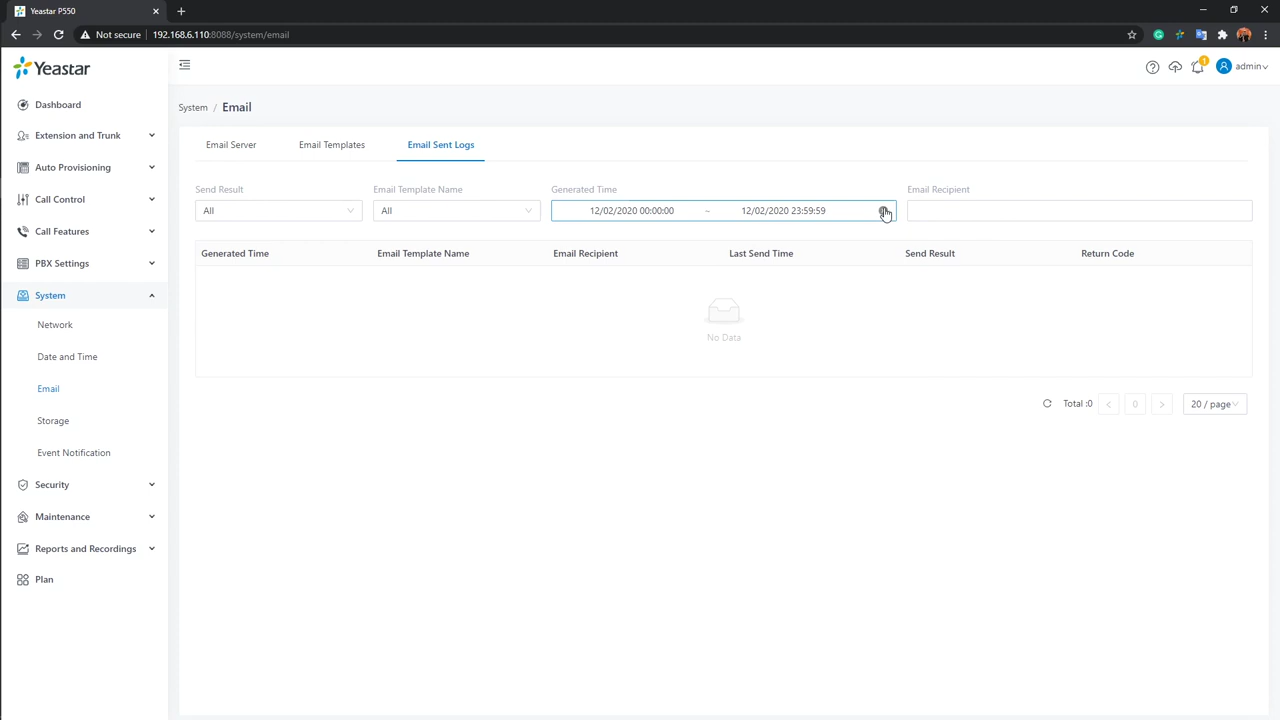 Yeastar P550
Not secure 192.168.6.110:8088/system/email
Yeastar
1
admin
Dashboard
Extension and Trunk
Auto Provisioning
Call Control
Call Features
PBX Settings
System
Network
Date and Time
Email
Storage
Event Notification
Security
Maintenance
Reports and Recordings
Plan
System / Email
Email Server Email Templates Email Sent Logs
Send Result Email Template Name Generated Time Email Recipient
All All 12/02/2020 00:00:00 ~ 12/02/2020 23:59:59
Generated Time Email Template Name Email Recipient Last Send Time Send Result Return Code
No Data
Total :0 < 0 > 20 / page